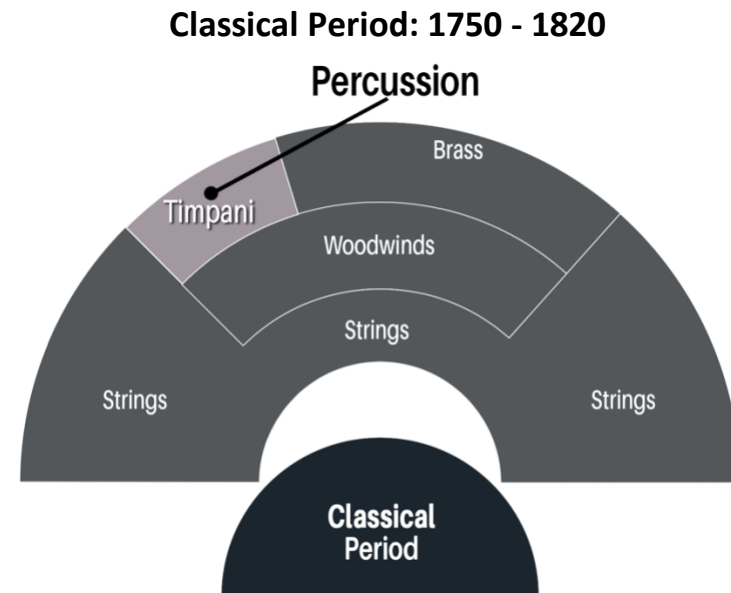 Classical Period: 1750 - 1820
Percussion
Brass
Timpani
Woodwinds
Strings
Strings
Strings
Classical
Period